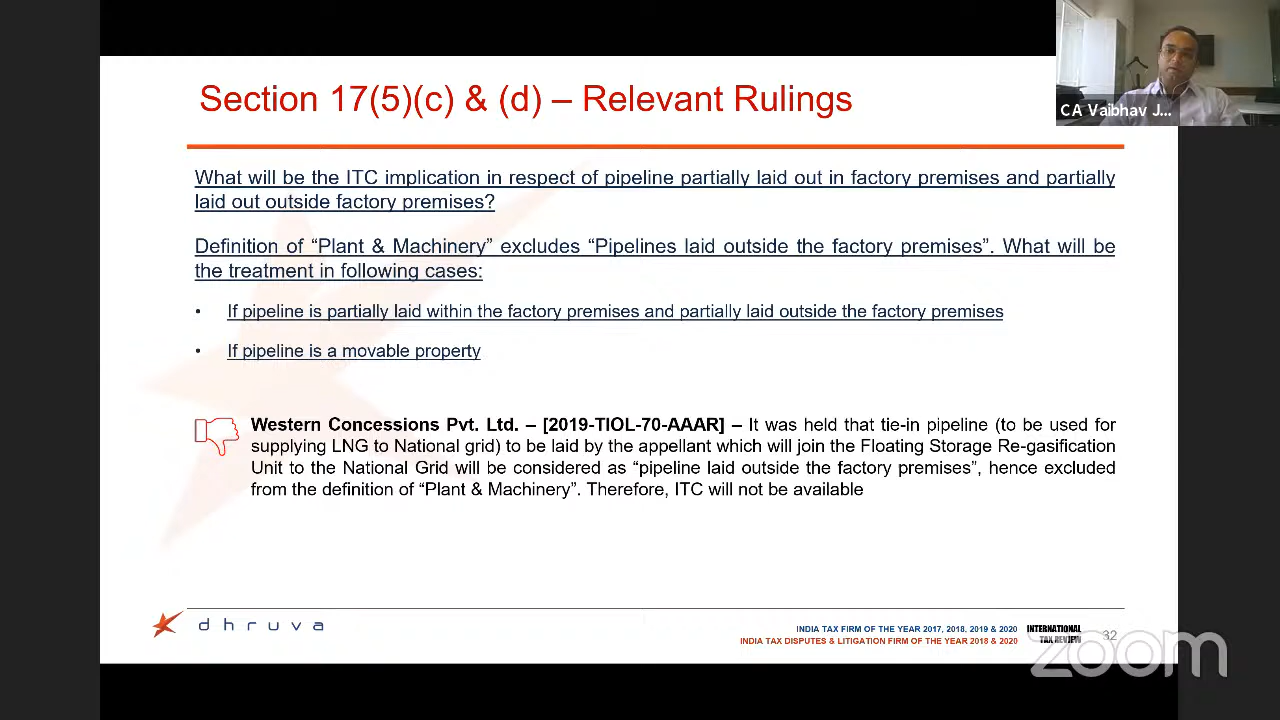 Section 17(5)(c) & (d) – Relevant Rulings
CA Vaibhav J...
What will be the ITC implication in respect of pipeline partially laid out in factory premises and partially
laid out outside factory premises?
Definition of “Plant & Machinery” excludes “Pipelines laid outside the factory premises”. What will be
the treatment in following cases:
• If pipeline is partially laid within the factory premises and partially laid outside the factory premises
• If pipeline is a movable property
Western Concessions Pvt. Ltd. – [2019-TIOL-70-AAAR] – It was held that tie-in pipeline (to be used for
supplying LNG to National grid) to be laid by the appellant which will join the Floating Storage Re-gasification
Unit to the National Grid will be considered as “pipeline laid outside the factory premises”, hence excluded
from the definition of “Plant & Machinery”. Therefore, ITC will not be available
dhruva
INDIA TAX FIRM OF THE YEAR 2017, 2018, 2019 & 2020
INDIA TAX DISPUTES & LITIGATION FIRM OF THE YEAR 2018 & 2020
INTERNATIONAL
TAX REVIEW
32
zoom